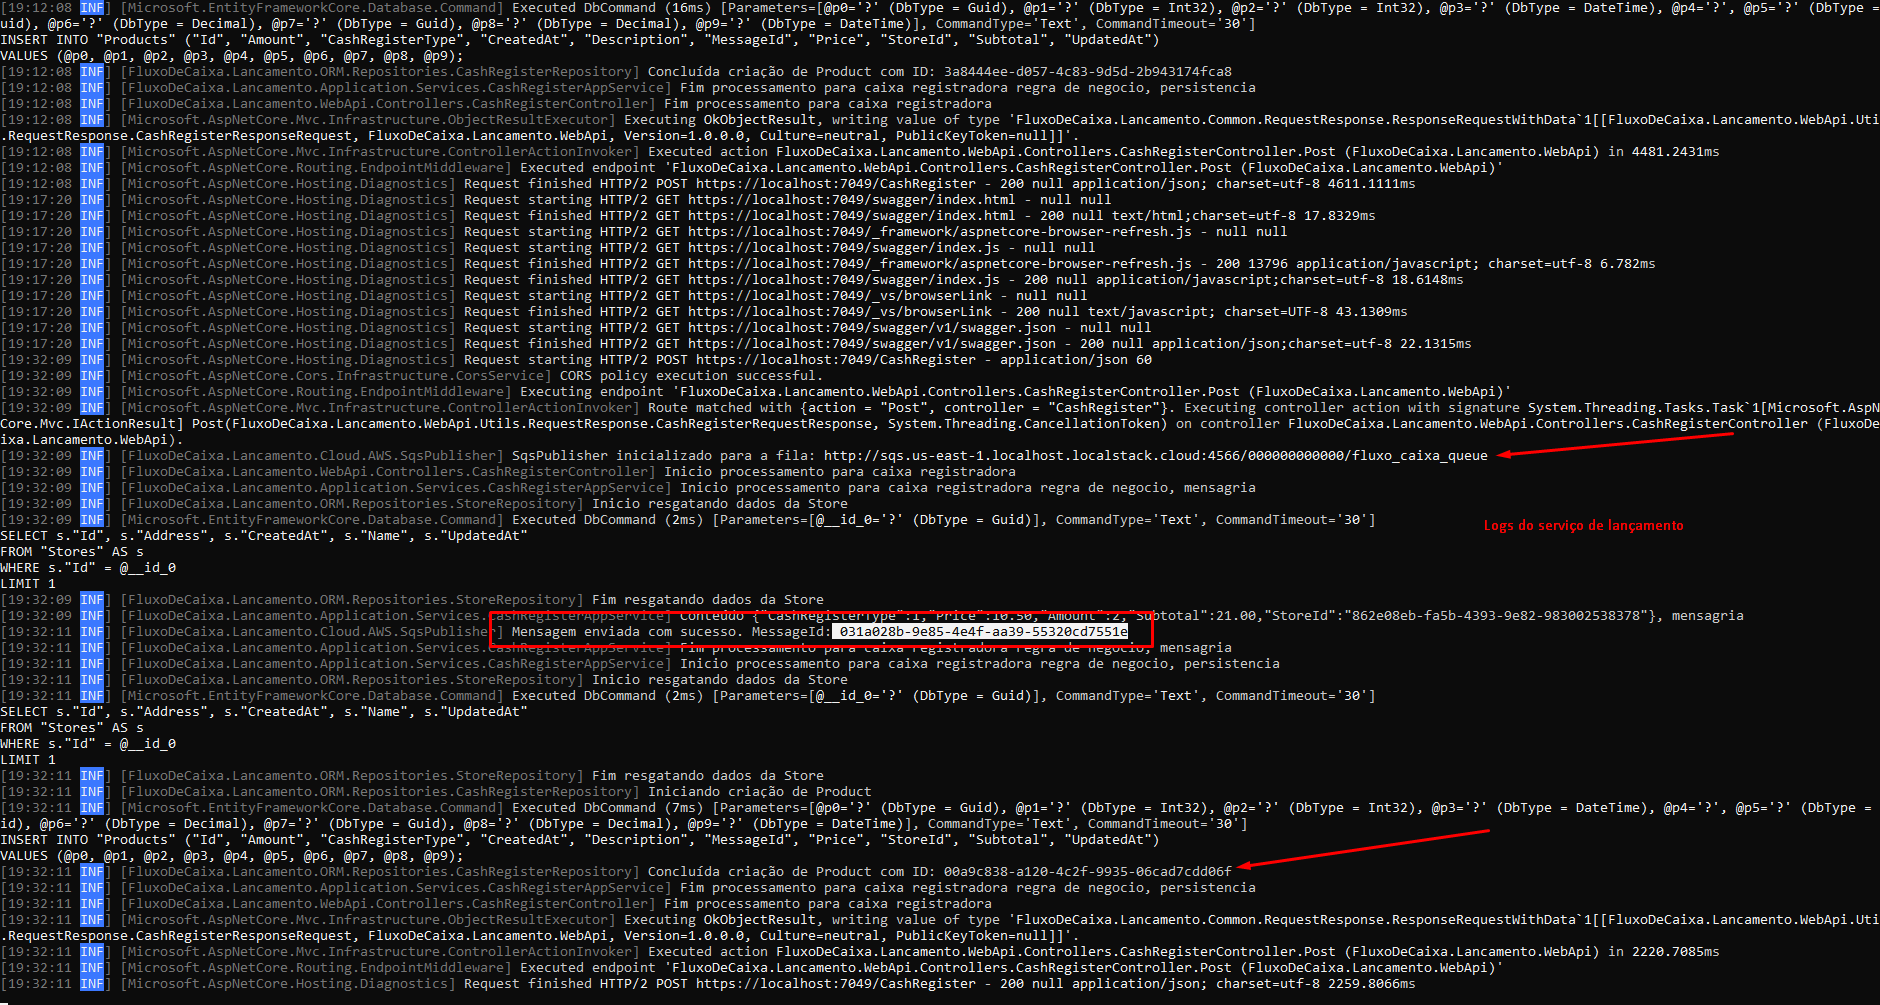 [19:12:08 INF] [Microsoft.EntityFrameworkCore.Database.Command] Executed DbCommand (16ms) [Parameters=[@p0='?' (DbType = Guid), @p1='?' (DbType = Int32), @p2='?' (DbType = Int32), @p3='?' (DbType = DateTime), @p4='?', @p5='?' (DbType =
uid), @p6='?' (DbType = Decimal), @p7='?' (DbType = Guid), @p8='?' (DbType = Decimal), @p9='?' (DbType = DateTime)], CommandType='Text', CommandTimeout='30']
INSERT INTO "Products" ("Id", "Amount", "CashRegisterType", "CreatedAt", "Description", "MessageId", "Price", "StoreId", "Subtotal", "UpdatedAt")
VALUES (@p0, @p1, @p2, @p3, @p4, @p5, @p6, @p7, @p8, @p9);
[19:12:08 INF] [FluxoDeCaixa.Lancamento.ORM.Repositories.CashRegisterRepository] Concluída criação de Product com ID: 3a8444ee-d057-4c83-9d5d-2b943174fca8
[19:12:08 INF] [FluxoDeCaixa.Lancamento.Application.Services.CashRegisterAppService] Fim processamento para caixa registradora regra de negocio, persistencia
[19:12:08 INF] [FluxoDeCaixa.Lancamento.WebApi.Controllers.CashRegisterController] Fim processamento para caixa registradora
[19:12:08 INF] [Microsoft.AspNetCore.Mvc.Infrastructure.ObjectResultExecutor] Executing OkObjectResult, writing value of type 'FluxoDeCaixa.Lancamento.Common.RequestResponse.ResponseRequestWithData`1[[FluxoDeCaixa.Lancamento.WebApi.Uti
.RequestResponse.CashRegisterResponseRequest, FluxoDeCaixa.Lancamento.WebApi, Version=1.0.0.0, Culture=neutral, PublicKeyToken=null]]'.
[19:12:08 INF] [Microsoft.AspNetCore.Mvc.Infrastructure.ControllerActionInvoker] Executed action FluxoDeCaixa.Lancamento.WebApi.Controllers.CashRegisterController.Post (FluxoDeCaixa.Lancamento.WebApi) in 4481.2431ms
[19:12:08 INF] [Microsoft.AspNetCore.Routing.EndpointMiddleware] Executed endpoint 'FluxoDeCaixa.Lancamento.WebApi.Controllers.CashRegisterController.Post (FluxoDeCaixa.Lancamento.WebApi)'
[19:12:08 INF] [Microsoft.AspNetCore.Hosting.Diagnostics] Request finished HTTP/2 POST https://localhost:7049/CashRegister - 200 null application/json; charset=utf-8 4611.1111ms
[19:17:20 INF] [Microsoft.AspNetCore.Hosting.Diagnostics] Request starting HTTP/2 GET https://localhost:7049/swagger/index.html - null null
[19:17:20 INF] [Microsoft.AspNetCore.Hosting.Diagnostics] Request finished HTTP/2 GET https://localhost:7049/swagger/index.html - 200 null text/html;charset=utf-8 17.8329ms
[19:17:20 INF] [Microsoft.AspNetCore.Hosting.Diagnostics] Request starting HTTP/2 GET https://localhost:7049/_framework/aspnetcore-browser-refresh.js - null null
[19:17:20 INF] [Microsoft.AspNetCore.Hosting.Diagnostics] Request starting HTTP/2 GET https://localhost:7049/swagger/index.js - null null
[19:17:20 INF] [Microsoft.AspNetCore.Hosting.Diagnostics] Request finished HTTP/2 GET https://localhost:7049/_framework/aspnetcore-browser-refresh.js - 200 13796 application/javascript; charset=utf-8 6.782ms
[19:17:20 INF] [Microsoft.AspNetCore.Hosting.Diagnostics] Request finished HTTP/2 GET https://localhost:7049/swagger/index.js - 200 null application/javascript;charset=utf-8 18.6148ms
[19:17:20 INF] [Microsoft.AspNetCore.Hosting.Diagnostics] Request starting HTTP/2 GET https://localhost:7049/_vs/browserLink - null null
[19:17:20 INF] [Microsoft.AspNetCore.Hosting.Diagnostics] Request finished HTTP/2 GET https://localhost:7049/_vs/browserLink - 200 null text/javascript; charset=UTF-8 43.1309ms
[19:17:20 INF] [Microsoft.AspNetCore.Hosting.Diagnostics] Request starting HTTP/2 GET https://localhost:7049/swagger/v1/swagger.json - null null
[19:17:20 INF] [Microsoft.AspNetCore.Hosting.Diagnostics] Request finished HTTP/2 GET https://localhost:7049/swagger/v1/swagger.json - 200 null application/json;charset=utf-8 22.1315ms
[19:32:09 INF] [Microsoft.AspNetCore.Hosting.Diagnostics] Request starting HTTP/2 POST https://localhost:7049/CashRegister - application/json 60
[19:32:09 INF] [Microsoft.AspNetCore.Cors.Infrastructure.CorsService] CORS policy execution successful.
[19:32:09 INF] [Microsoft.AspNetCore.Routing.EndpointMiddleware] Executing endpoint 'FluxoDeCaixa.Lancamento.WebApi.Controllers.CashRegisterController.Post (FluxoDeCaixa.Lancamento.WebApi)'
[19:32:09 INF] [Microsoft.AspNetCore.Mvc.Infrastructure.ControllerActionInvoker] Route matched with {action = "Post", controller = "CashRegister"}. Executing controller action with signature System.Threading.Tasks.Task`1[Microsoft.AspN
Core.Mvc.IActionResult] Post(FluxoDeCaixa.Lancamento.WebApi.Utils.RequestResponse.CashRegisterRequestResponse, System.Threading.CancellationToken) on controller FluxoDeCaixa.Lancamento.WebApi.Controllers.CashRegisterController (FluxoDe
ixa.Lancamento.WebApi).
[19:32:09 INF] [FluxoDeCaixa.Lancamento.Cloud.AWS.SqsPublisher] SqsPublisher inicializado para a fila: http://sqs.us-east-1.localhost.localstack.cloud:4566/000000000000/fluxo_caixa_queue
[19:32:09 INF] [FluxoDeCaixa.Lancamento.WebApi.Controllers.CashRegisterController] Inicio processamento para caixa registradora
[19:32:09 INF] [FluxoDeCaixa.Lancamento.Application.Services.CashRegisterAppService] Inicio processamento para caixa registradora regra de negocio, mensagria
[19:32:09 INF] [FluxoDeCaixa.Lancamento.ORM.Repositories.StoreRepository] Inicio resgatando dados da Store
[19:32:09 INF] [Microsoft.EntityFrameworkCore.Database.Command] Executed DbCommand (2ms) [Parameters=[@__id_0='?' (DbType = Guid)], CommandType='Text', CommandTimeout='30']
Logs do serviço de lançamento
SELECT s."Id", s."Address", s."CreatedAt", s."Name", s."UpdatedAt"
FROM "Stores" AS s
WHERE s."Id" = @__id_0
LIMIT 1
[19:32:09 INF] [FluxoDeCaixa.Lancamento.ORM.Repositories.StoreRepository] Fim resgatando dados da Store
[19:32:09 INF] [FluxoDeCaixa.Lancamento.Application.Services.CashRegisterAppService] Conteúdo {"CashRegisterType":1,"Price":10.50,"Amount":2,"Subtotal":21.00,"StoreId":"862e08eb-fa5b-4393-9e82-983002538378"}, mensagria
[19:32:11 INF] [FluxoDeCaixa.Lancamento.Cloud.AWS.SqsPublisher] Mensagem enviada com sucesso. MessageId: 031a028b-9e85-4e4f-aa39-55320cd7551e
[19:32:11 INF] [FluxoDeCaixa.Lancamento.Application.Services.CashRegisterAppService] Fim processamento para caixa registradora regra de negocio, mensagria
[19:32:11 INF] [FluxoDeCaixa.Lancamento.Application.Services.CashRegisterAppService] Inicio processamento para caixa registradora regra de negocio, persistencia
[19:32:11 INF] [FluxoDeCaixa.Lancamento.ORM.Repositories.StoreRepository] Inicio resgatando dados da Store
[19:32:11 INF] [Microsoft.EntityFrameworkCore.Database.Command] Executed DbCommand (2ms) [Parameters=[@__id_0='?' (DbType = Guid)], CommandType='Text', CommandTimeout='30']
SELECT s."Id", s."Address", s."CreatedAt", s."Name", s."UpdatedAt"
FROM "Stores" AS s
WHERE s."Id" = @__id_0
LIMIT 1
[19:32:11 INF] [FluxoDeCaixa.Lancamento.ORM.Repositories.StoreRepository] Fim resgatando dados da Store
[19:32:11 INF] [FluxoDeCaixa.Lancamento.ORM.Repositories.CashRegisterRepository] Iniciando criação de Product
[19:32:11 INF] [Microsoft.EntityFrameworkCore.Database.Command] Executed DbCommand (7ms) [Parameters=[@p0='?' (DbType = Guid), @p1='?' (DbType = Int32), @p2='?' (DbType = Int32), @p3='?' (DbType = DateTime), @p4='?', @p5='?' (DbType =
id), @p6='?' (DbType = Decimal), @p7='?' (DbType = Guid), @p8='?' (DbType = Decimal), @p9='?' (DbType = DateTime)], CommandType='Text', CommandTimeout='30']
INSERT INTO "Products" ("Id", "Amount", "CashRegisterType", "CreatedAt", "Description", "MessageId", "Price", "StoreId", "Subtotal", "UpdatedAt")
VALUES (@p0, @p1, @p2, @p3, @p4, @p5, @p6, @p7, @p8, @p9);
[19:32:11 INF] [FluxoDeCaixa.Lancamento.ORM.Repositories.CashRegisterRepository] Concluída criação de Product com ID: 00a9c838-a120-4c2f-9935-06cad7cdd06f
[19:32:11 INF] [FluxoDeCaixa.Lancamento.Application.Services.CashRegisterAppService] Fim processamento para caixa registradora regra de negocio, persistencia
[19:32:11 INF] [FluxoDeCaixa.Lancamento.WebApi.Controllers.CashRegisterController] Fim processamento para caixa registradora
[19:32:11 INF] [Microsoft.AspNetCore.Mvc.Infrastructure.ObjectResultExecutor] Executing OkObjectResult, writing value of type 'FluxoDeCaixa.Lancamento.Common.RequestResponse.ResponseRequestWithData`1[[FluxoDeCaixa.Lancamento.WebApi.Uti
.RequestResponse.CashRegisterResponseRequest, FluxoDeCaixa.Lancamento.WebApi, Version=1.0.0.0, Culture=neutral, PublicKeyToken=null]]'.
[19:32:11 INF] [Microsoft.AspNetCore.Mvc.Infrastructure.ControllerActionInvoker] Executed action FluxoDeCaixa.Lancamento.WebApi.Controllers.CashRegisterController.Post (FluxoDeCaixa.Lancamento.WebApi) in 2220.7085ms
[19:32:11 INF] [Microsoft.AspNetCore.Routing.EndpointMiddleware] Executed endpoint 'FluxoDeCaixa.Lancamento.WebApi.Controllers.CashRegisterController.Post (FluxoDeCaixa.Lancamento.WebApi)'
[19:32:11 INF] [Microsoft.AspNetCore.Hosting.Diagnostics] Request finished HTTP/2 POST https://localhost:7049/CashRegister - 200 null application/json; charset=utf-8 2259.8066ms